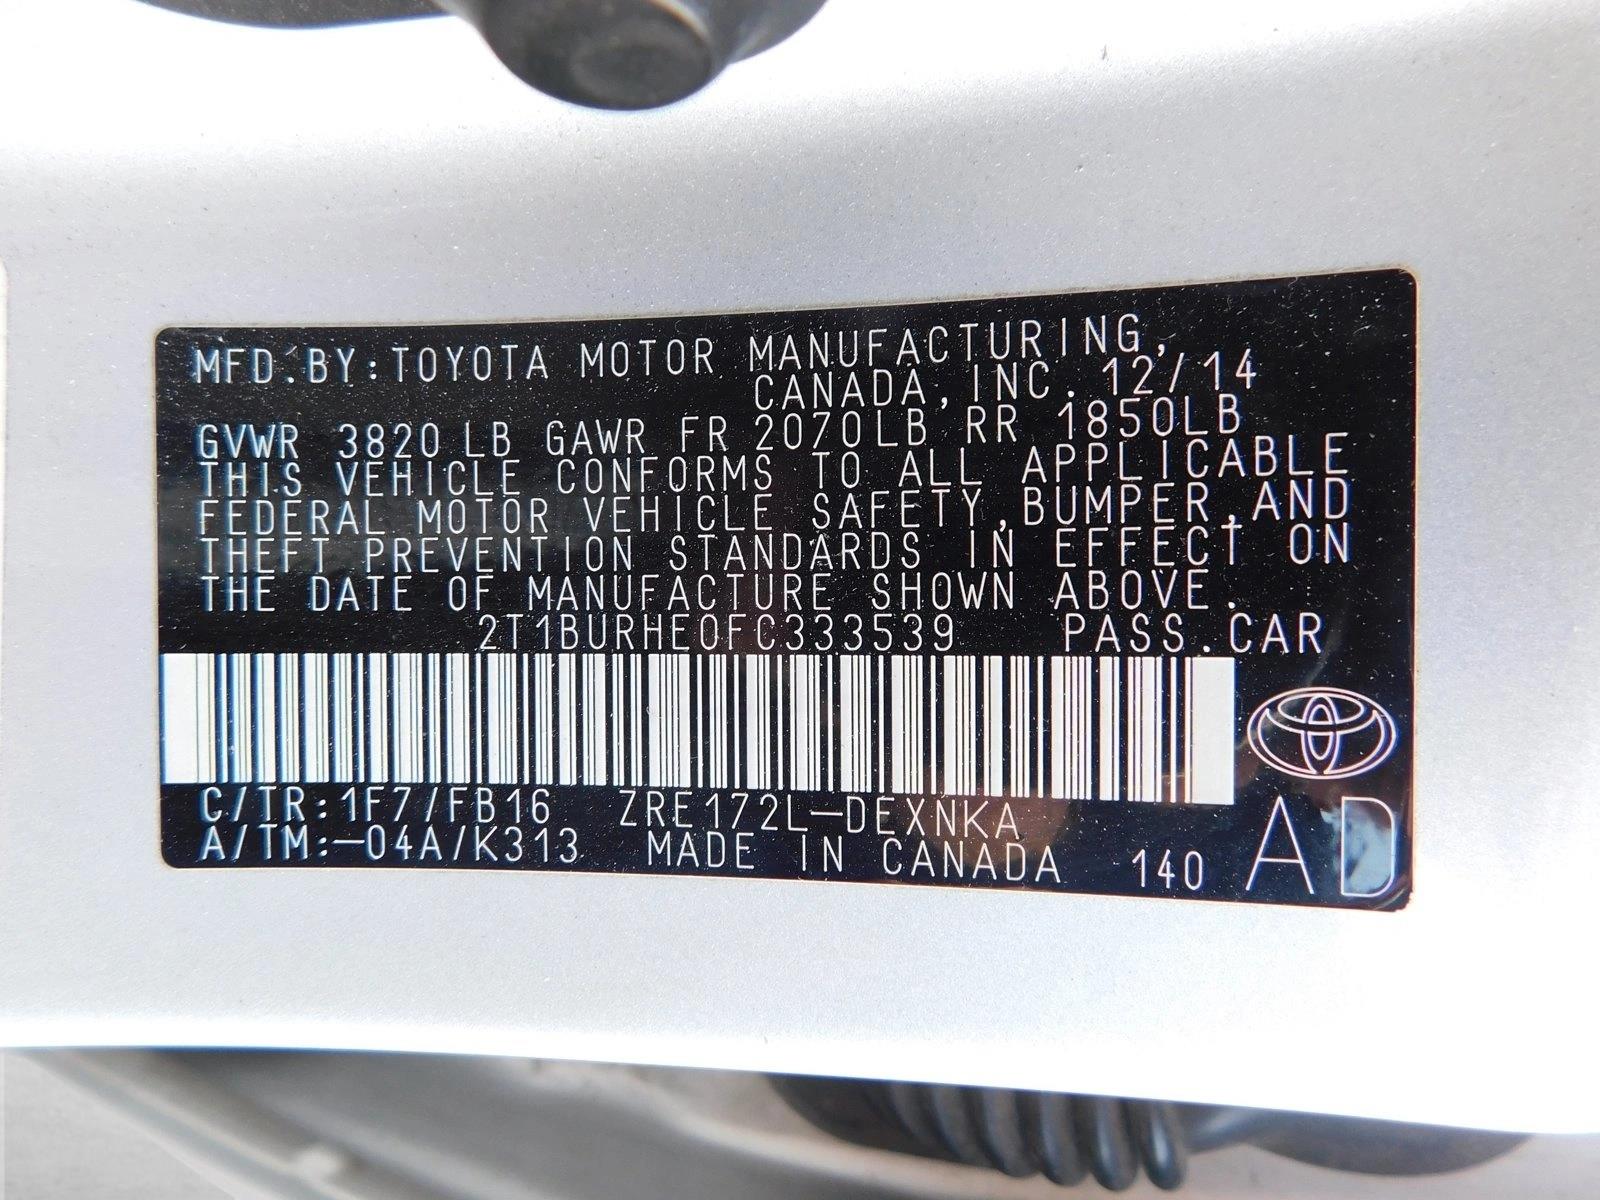 MFD.BY:TOYOTA MOTOR MANUFACTURING,
CANADA,INC. 12/14
GVWR 3820 LB GAWR FR 2070LB RR 1850LB
THIS VEHICLE CONFORMS TO ALL APPLICABLE
FEDERAL MOTOR VEHICLE SAFETY,BUMPER,AND
THEFT PREVENTION STANDARDS IN EFFECT ON
THE DATE OF MANUFACTURE SHOWN ABOVE.
2T1BURHE0FC333539 PASS.CAR
C/TR:1F7/FB16 ZRE172L-DEXNKA
A/TM:-04A/K313 MADE IN CANADA 140 AD